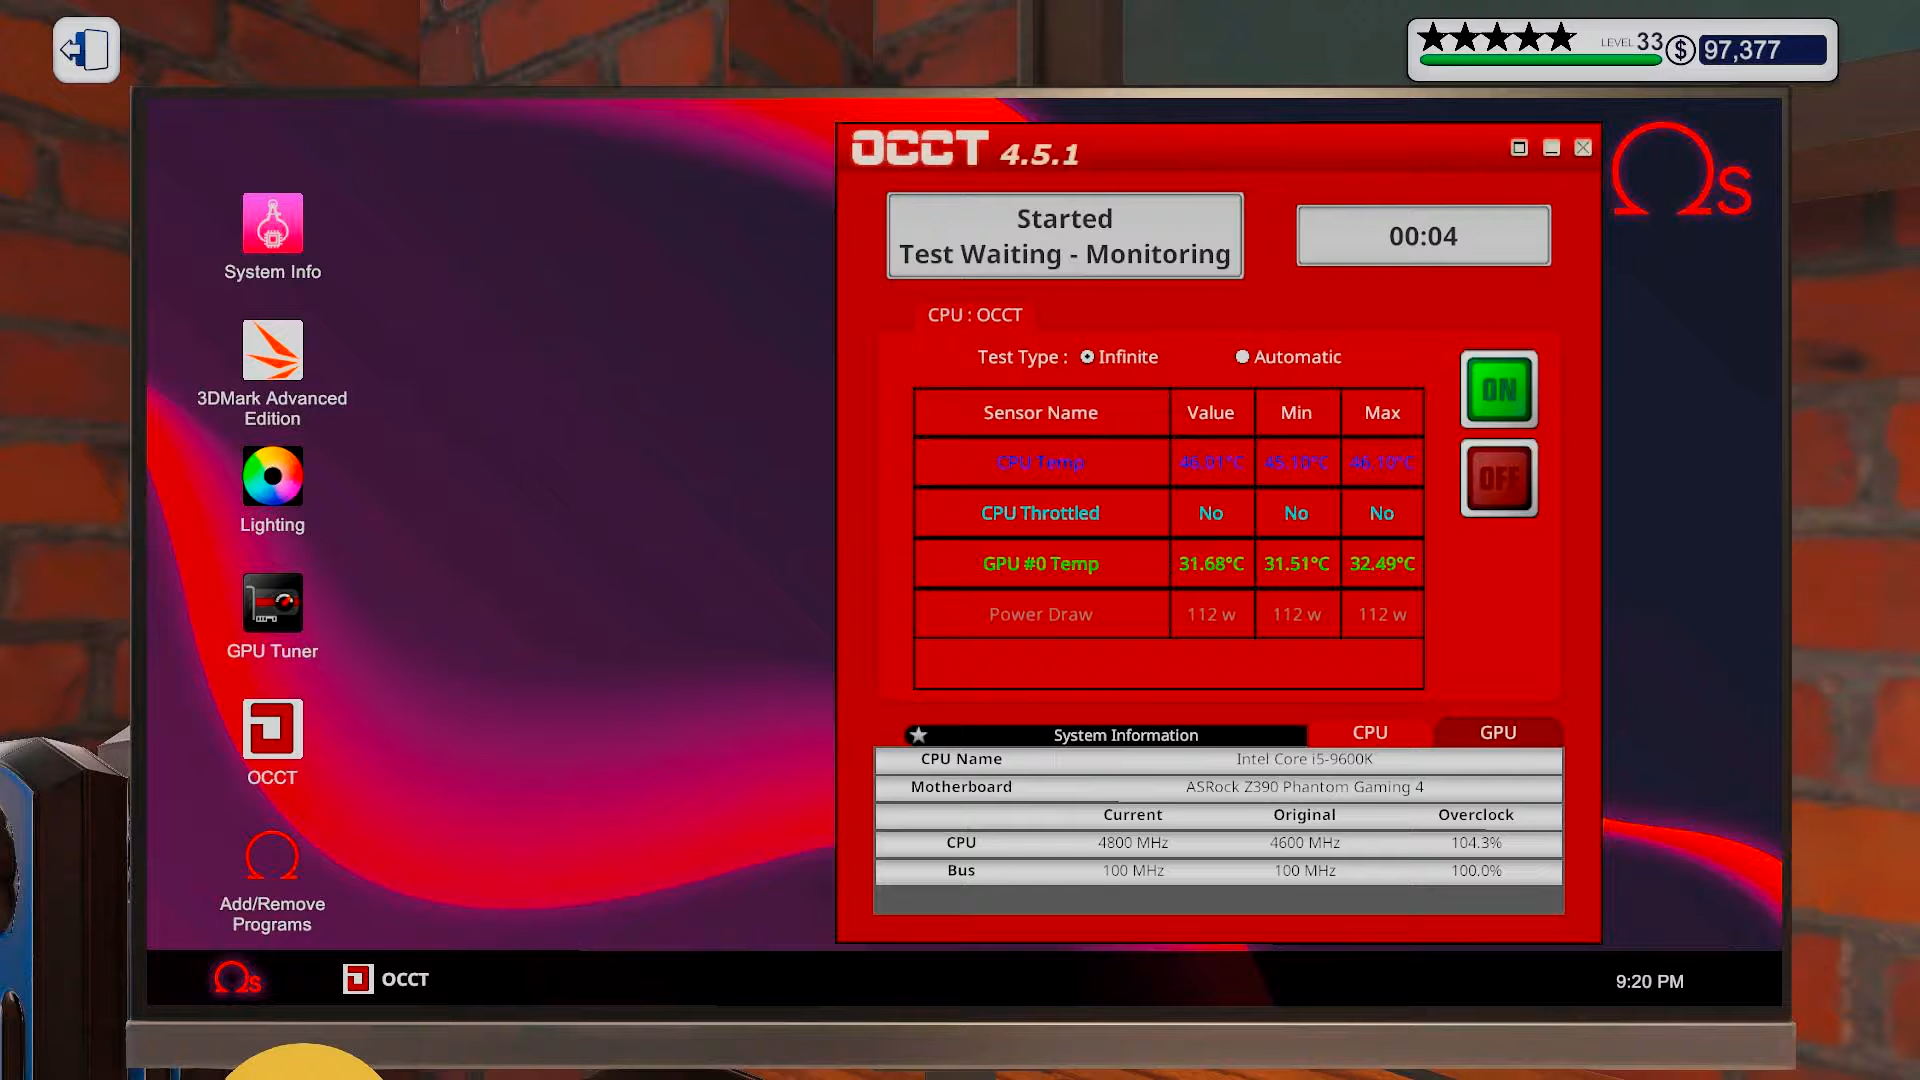 LEVEL 33
$ 97,377
OCCT 4.5.1
Ωs
Started
Test Waiting - Monitoring
00:04
System Info
CPU : OCCT
Test Type : Infinite Automatic
ON
3DMark Advanced
Edition
Sensor Name Value Min Max
CPU Temp 46.01°C 45.10°C 46.10°C
OFF
Lighting
CPU Throttled No No No
GPU #0 Temp 31.68°C 31.51°C 32.49°C
Power Draw 112 w 112 w 112 w
GPU Tuner
System Information CPU GPU
CPU Name Intel Core i5-9600K
OCCT
Motherboard ASRock Z390 Phantom Gaming 4
Current Original Overclock
CPU 4800 MHz 4600 MHz 104.3%
Bus 100 MHz 100 MHz 100.0%
Add/Remove
Programs
Ωs
OCCT
9:20 PM